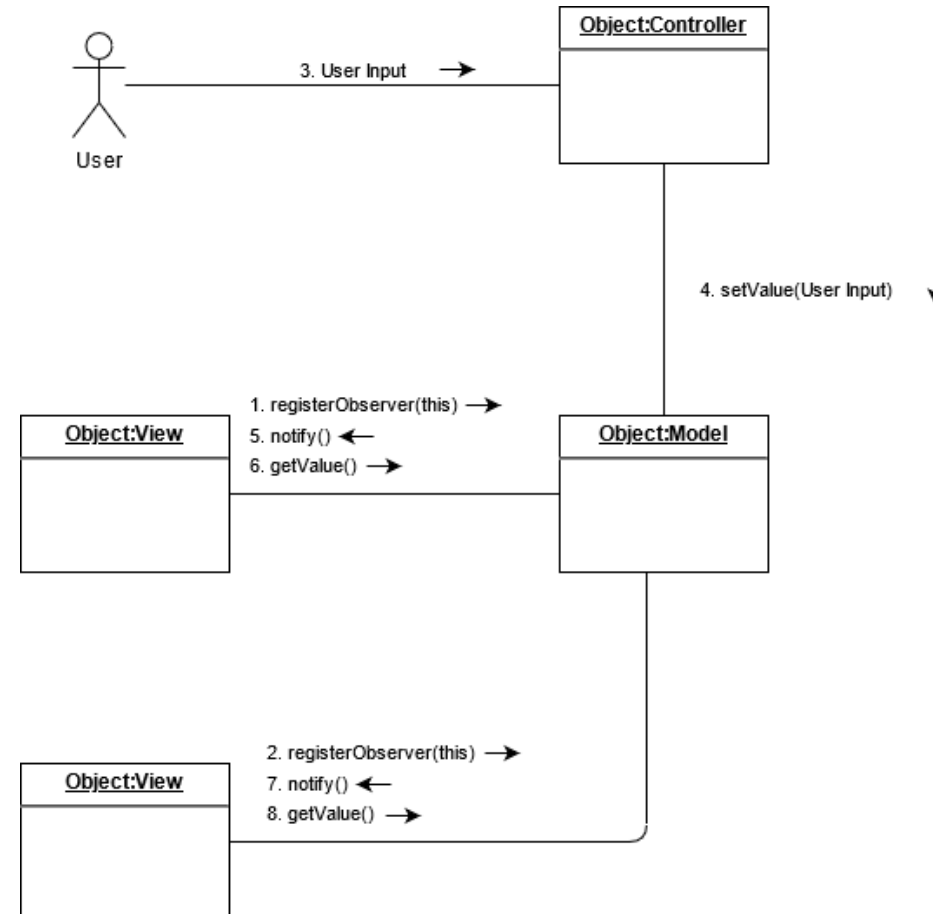 Object:Controller
3. User Input
User
4. setValue(User Input)
1. registerObserver(this)
Object:View
5. notify()
Object:Model
6. getValue()
2. registerObserver(this)
Object:View
7. notify()
8. getValue()